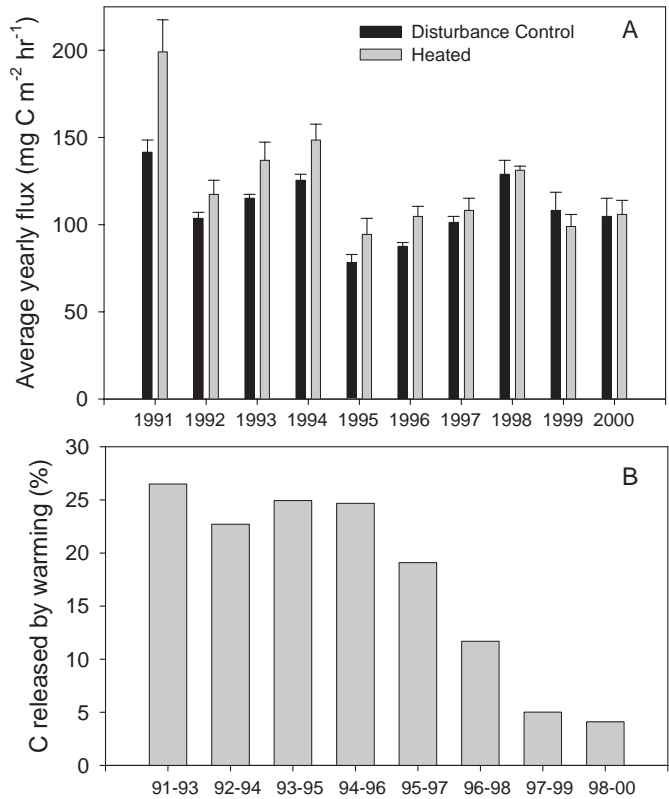 Average yearly flux (mg C m⁻² hr⁻¹)
200
150
100
50
0
Disturbance Control
Heated
A
1991 1992 1993 1994 1995 1996 1997 1998 1999 2000
C released by warming (%)
30
25
20
15
10
5
0
B
91-93 92-94 93-95 94-96 95-97 96-98 97-99 98-00